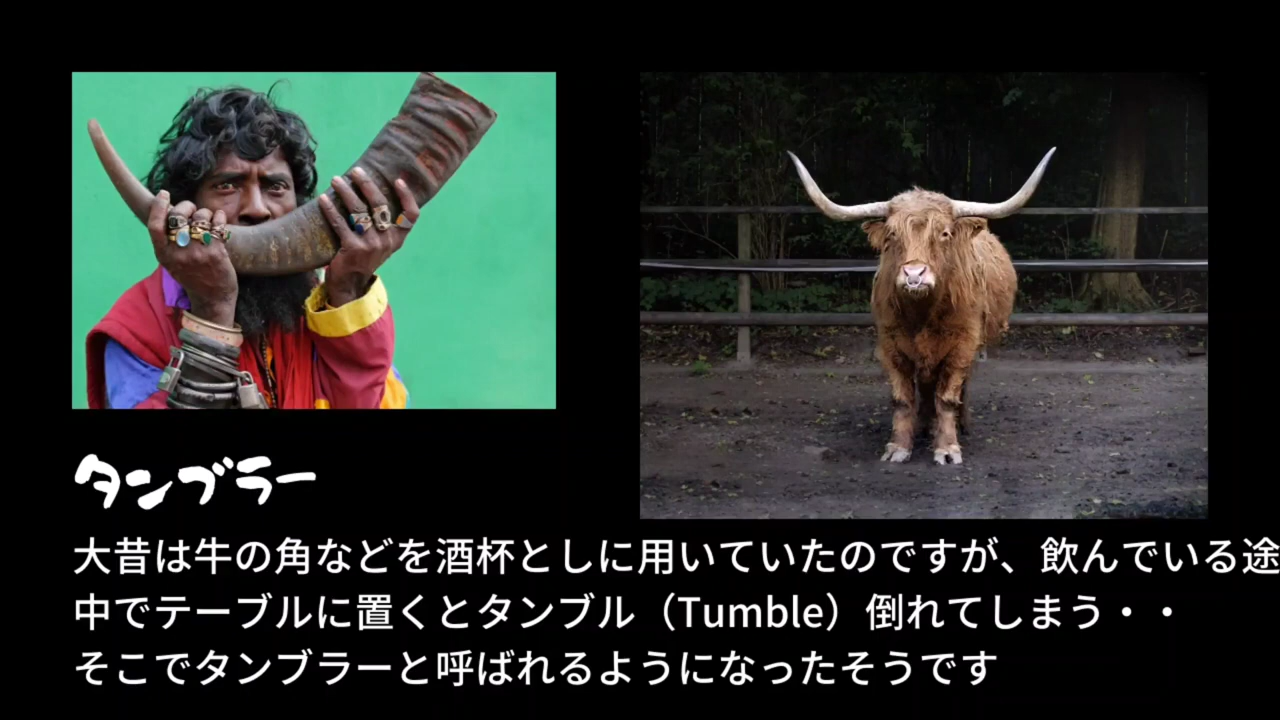 タンブラー
大昔は牛の角などを酒杯としに用いていたのですが、飲んでいる途
中でテーブルに置くとタンブル（Tumble）倒れてしまう・・
そこでタンブラーと呼ばれるようになったそうです